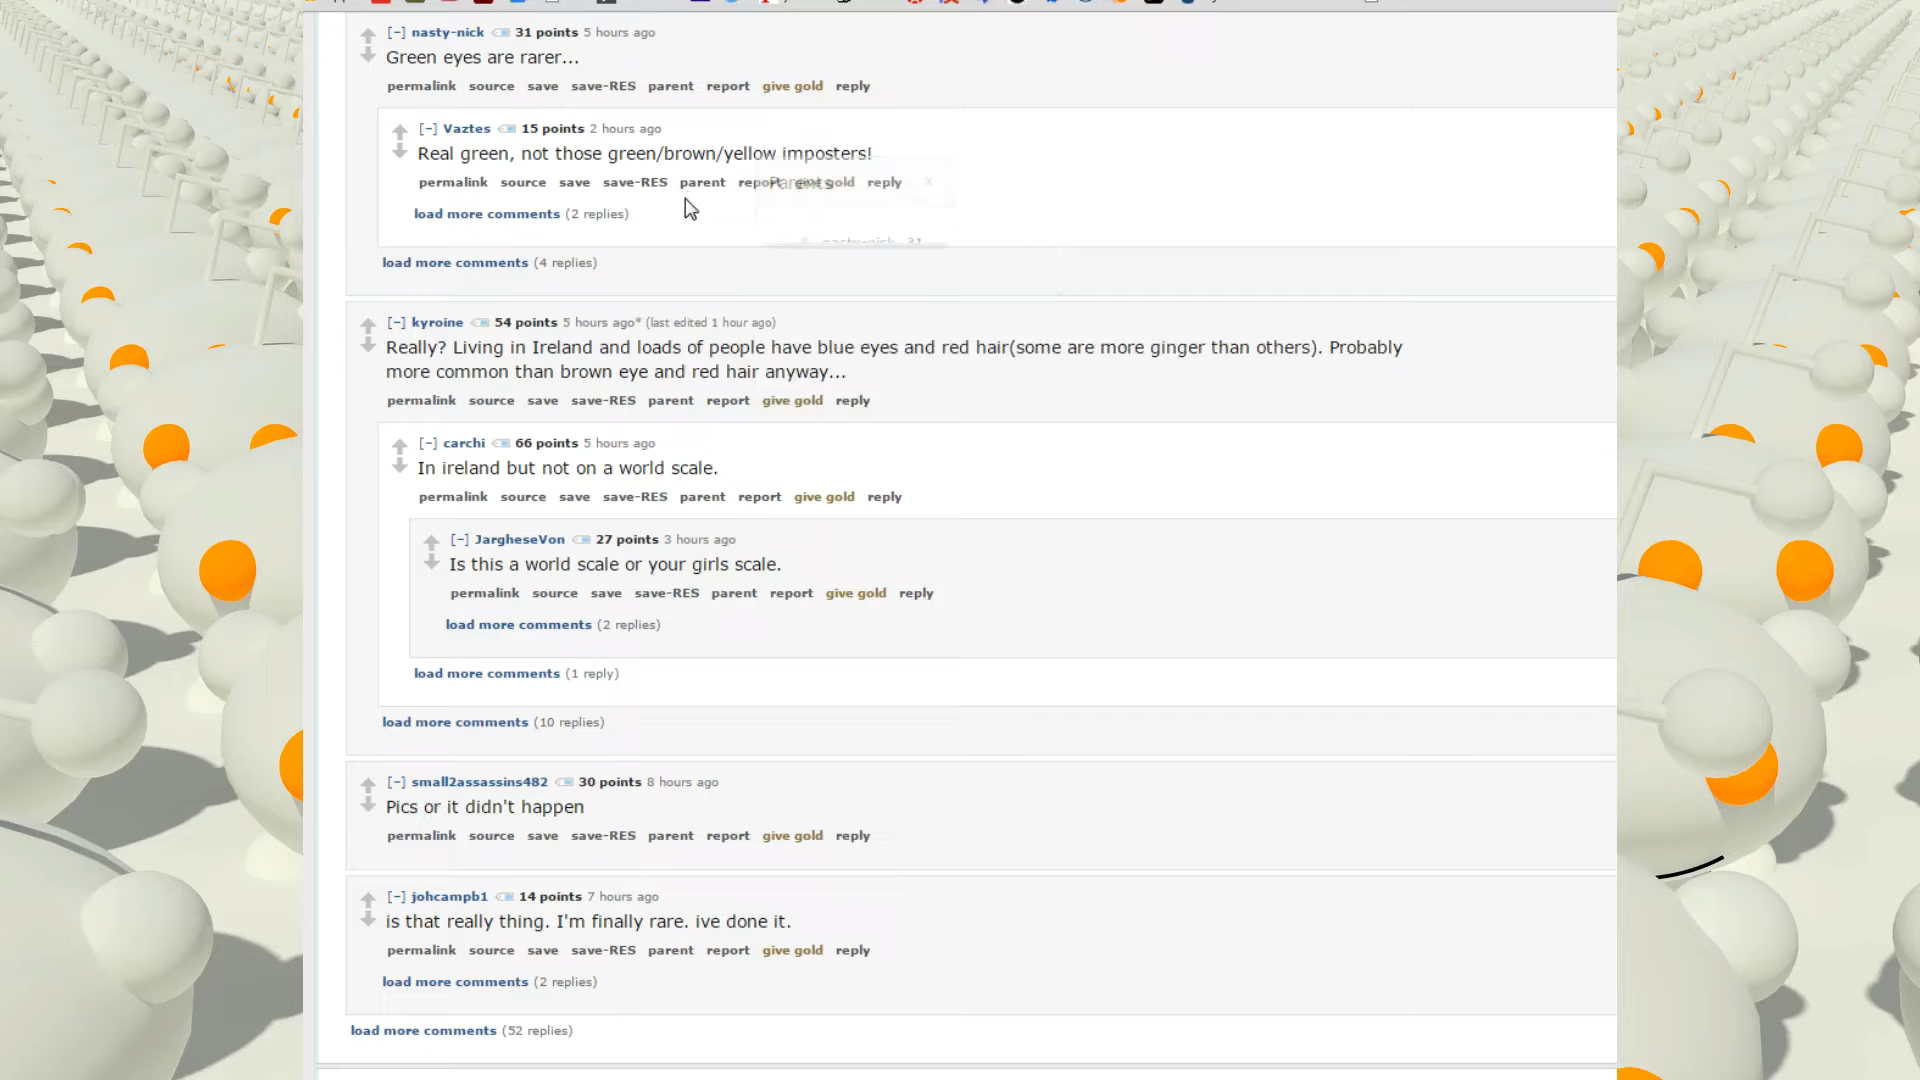 [-] nasty-nick 31 points 5 hours ago
Green eyes are rarer...
permalink source save save-RES parent report give gold reply
[-] Vaztes 15 points 2 hours ago
Real green, not those green/brown/yellow imposters!
permalink source save save-RES parent report give gold reply
Parents x
load more comments (2 replies)
nasty-nick 31
load more comments (4 replies)
[-] kyroine 54 points 5 hours ago* (last edited 1 hour ago)
Really? Living in Ireland and loads of people have blue eyes and red hair(some are more ginger than others). Probably
more common than brown eye and red hair anyway...
permalink source save save-RES parent report give gold reply
[-] carchi 66 points 5 hours ago
In ireland but not on a world scale.
permalink source save save-RES parent report give gold reply
[-] JargheseVon 27 points 3 hours ago
Is this a world scale or your girls scale.
permalink source save save-RES parent report give gold reply
load more comments (2 replies)
load more comments (1 reply)
load more comments (10 replies)
[-] small2assassins482 30 points 8 hours ago
Pics or it didn't happen
permalink source save save-RES parent report give gold reply
[-] johcampb1 14 points 7 hours ago
is that really thing. I'm finally rare. ive done it.
permalink source save save-RES parent report give gold reply
load more comments (2 replies)
load more comments (52 replies)